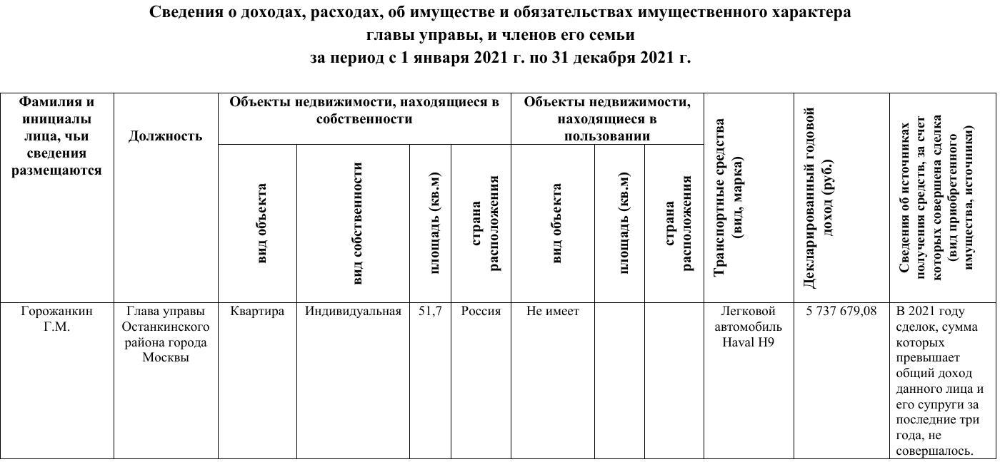 Сведения о доходах, расходах, об имуществе и обязательствах имущественного характера
главы управы, и членов его семьи
за период с 1 января 2021 г. по 31 декабря 2021 г.
Фамилия и
инициалы
лица, чьи
сведения
размещаются
Должность
Объекты недвижимости, находящиеся в
собственности
вид объекта
вид собственности
площадь (кв.м)
страна
расположения
Объекты недвижимости,
находящиеся в
пользовании
вид объекта
площадь (кв.м)
страна
расположения
Транспортные средства
(вид, марка)
Декларированный годовой
доход (руб.)
Сведения об источниках
получения средств, за счет
которых совершена сделка
(вид приобретенного
имущества, источники)
Горожанкин
Г.М.
Глава управы
Останкинского
района города
Москвы
Квартира
Индивидуальная
51,7
Россия
Не имеет
Легковой
автомобиль
Haval H9
5 737 679,08
В 2021 году
сделок, сумма
которых
превышает
общий доход
данного лица и
его супруги за
последние три
года, не
совершалось.